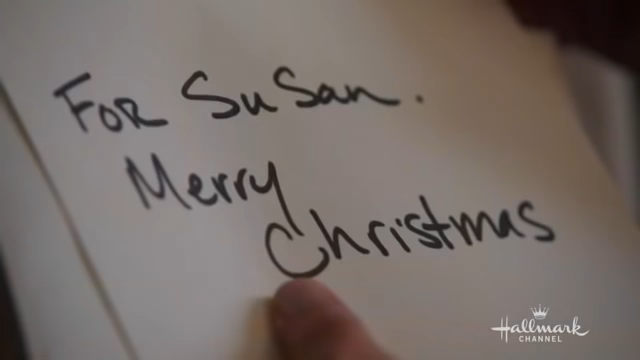 For SuSan.
Merry
Christmas
Hallmark
CHANNEL